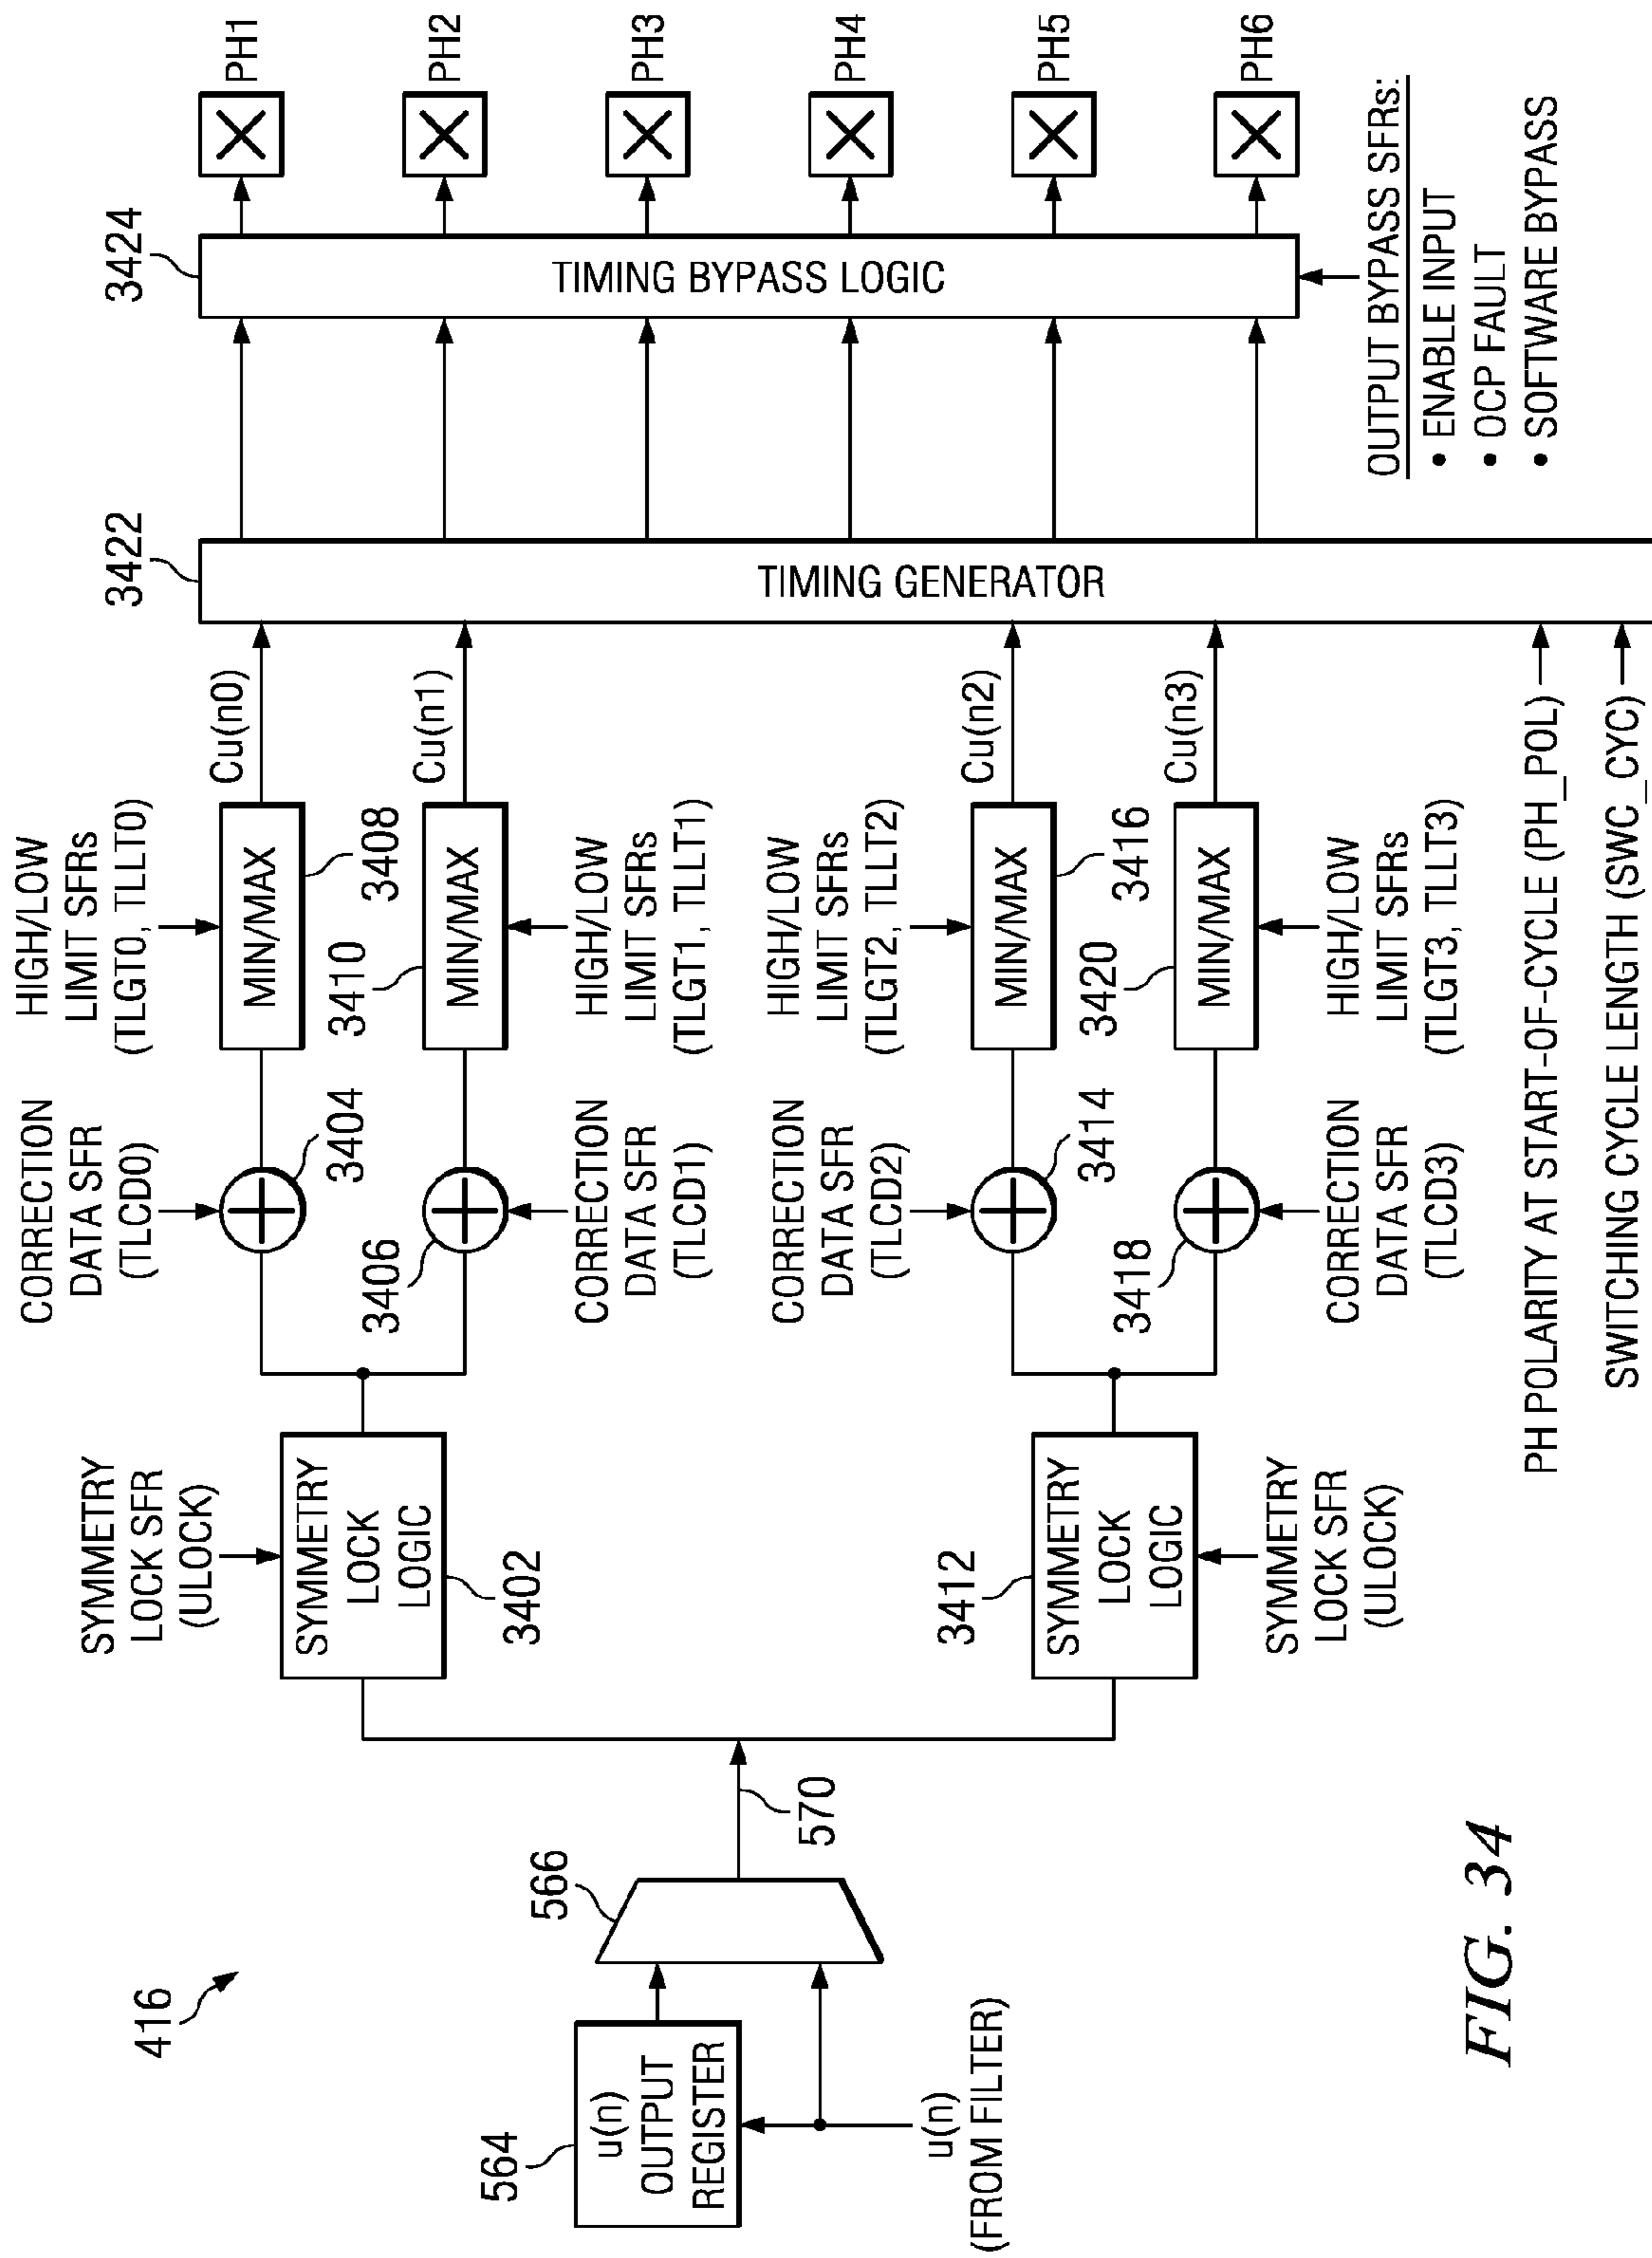 416
564
u(n)
OUTPUT
REGISTER
u(n)
(FROM FILTER)
566
570
SYMMETRY
LOCK SFR
(ULOCK)
SYMMETRY
LOCK
LOGIC
3402
3412
SYMMETRY
LOCK
LOGIC
SYMMETRY
LOCK SFR
(ULOCK)
CORRECTION
DATA SFR
(TLCD0)
3404
3406
CORRECTION
DATA SFR
(TLCD1)
CORRECTION
DATA SFR
(TLCD2)
3414
3418
CORRECTION
DATA SFR
(TLCD3)
HIGH/LOW
LIMIT SFRs
(TLGT0, TLLT0)
MIN/MAX
3408
3410
MIN/MAX
HIGH/LOW
LIMIT SFRs
(TLGT1, TLLT1)
HIGH/LOW
LIMIT SFRs
(TLGT2, TLLT2)
MIN/MAX
3416
3420
MIN/MAX
HIGH/LOW
LIMIT SFRs
(TLGT3, TLLT3)
Cu(n0)
Cu(n1)
Cu(n2)
Cu(n3)
PH POLARITY AT START-OF-CYCLE (PH_POL)
SWITCHING CYCLE LENGTH (SWC_CYC)
3422
TIMING GENERATOR
3424
TIMING BYPASS LOGIC
PH1
PH2
PH3
PH4
PH5
PH6
OUTPUT BYPASS SFRs:
• ENABLE INPUT
• OCP FAULT
• SOFTWARE BYPASS
FIG. 34